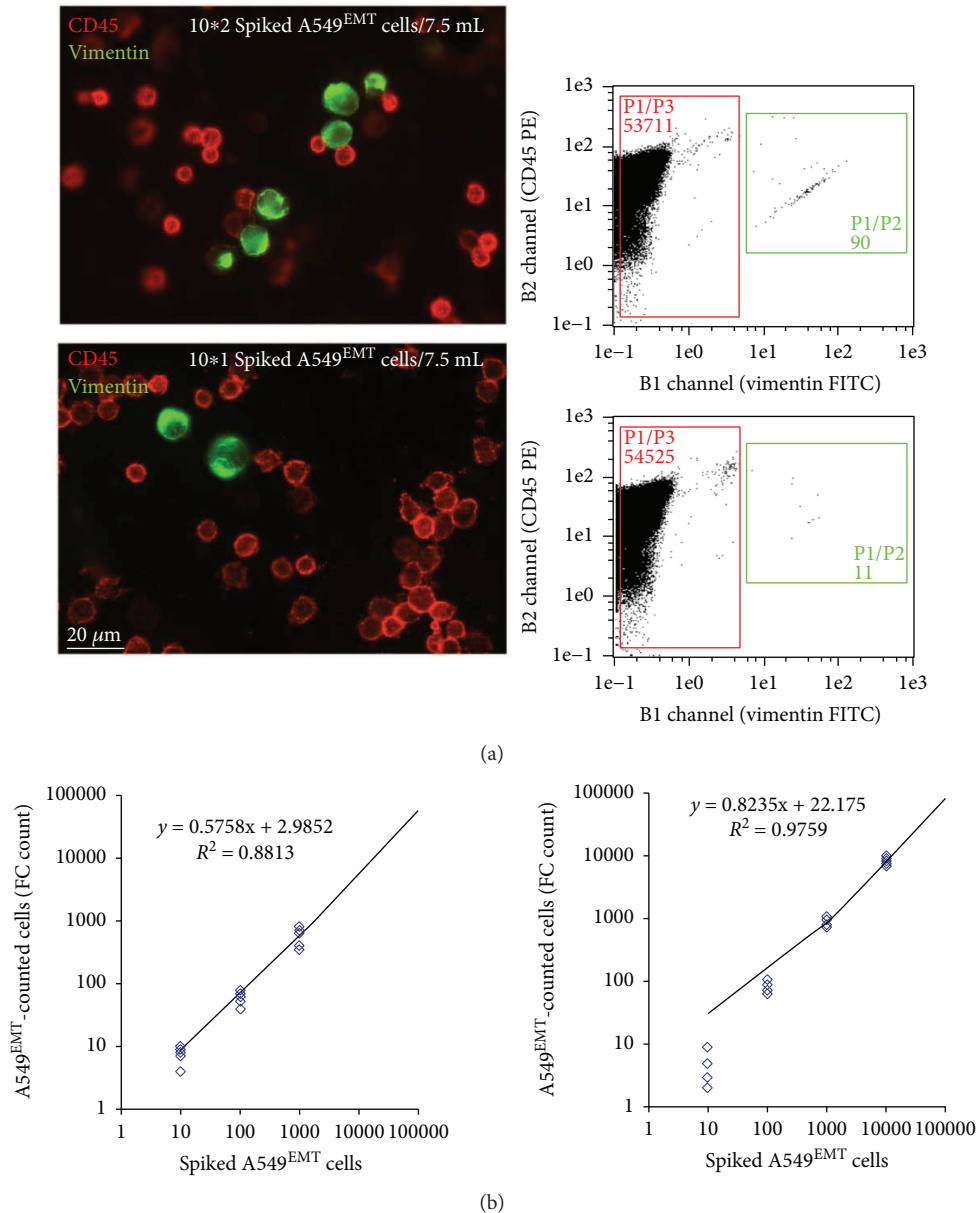 CD45
10*2 Spiked A549EMT cells/7.5 mL
Vimentin
1e3
1e2
1e1
1e0
1e−1
B2 channel (CD45 PE)
P1/P3
53711
P1/P2
90
1e−1 1e0 1e1 1e2 1e3
B1 channel (vimentin FITC)
CD45
10*1 Spiked A549EMT cells/7.5 mL
Vimentin
20 μm
1e3
1e2
1e1
1e0
1e−1
B2 channel (CD45 PE)
P1/P3
54525
P1/P2
11
1e−1 1e0 1e1 1e2 1e3
B1 channel (vimentin FITC)
(a)
100000
10000
1000
100
10
1
A549EMT-counted cells (FC count)
y = 0.5758x + 2.9852
R2 = 0.8813
1 10 100 1000 10000 100000
Spiked A549EMT cells
100000
10000
1000
100
10
1
A549EMT-counted cells (FC count)
y = 0.8235x + 22.175
R2 = 0.9759
1 10 100 1000 10000 100000
Spiked A549EMT cells
(b)